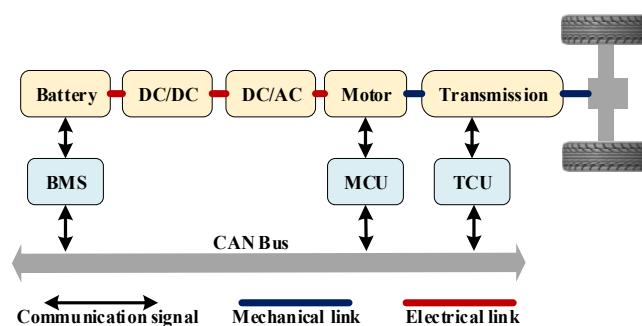 Battery DC/DC DC/AC Motor Transmission
BMS MCU TCU
CAN Bus
Communication signal Mechanical link Electrical link